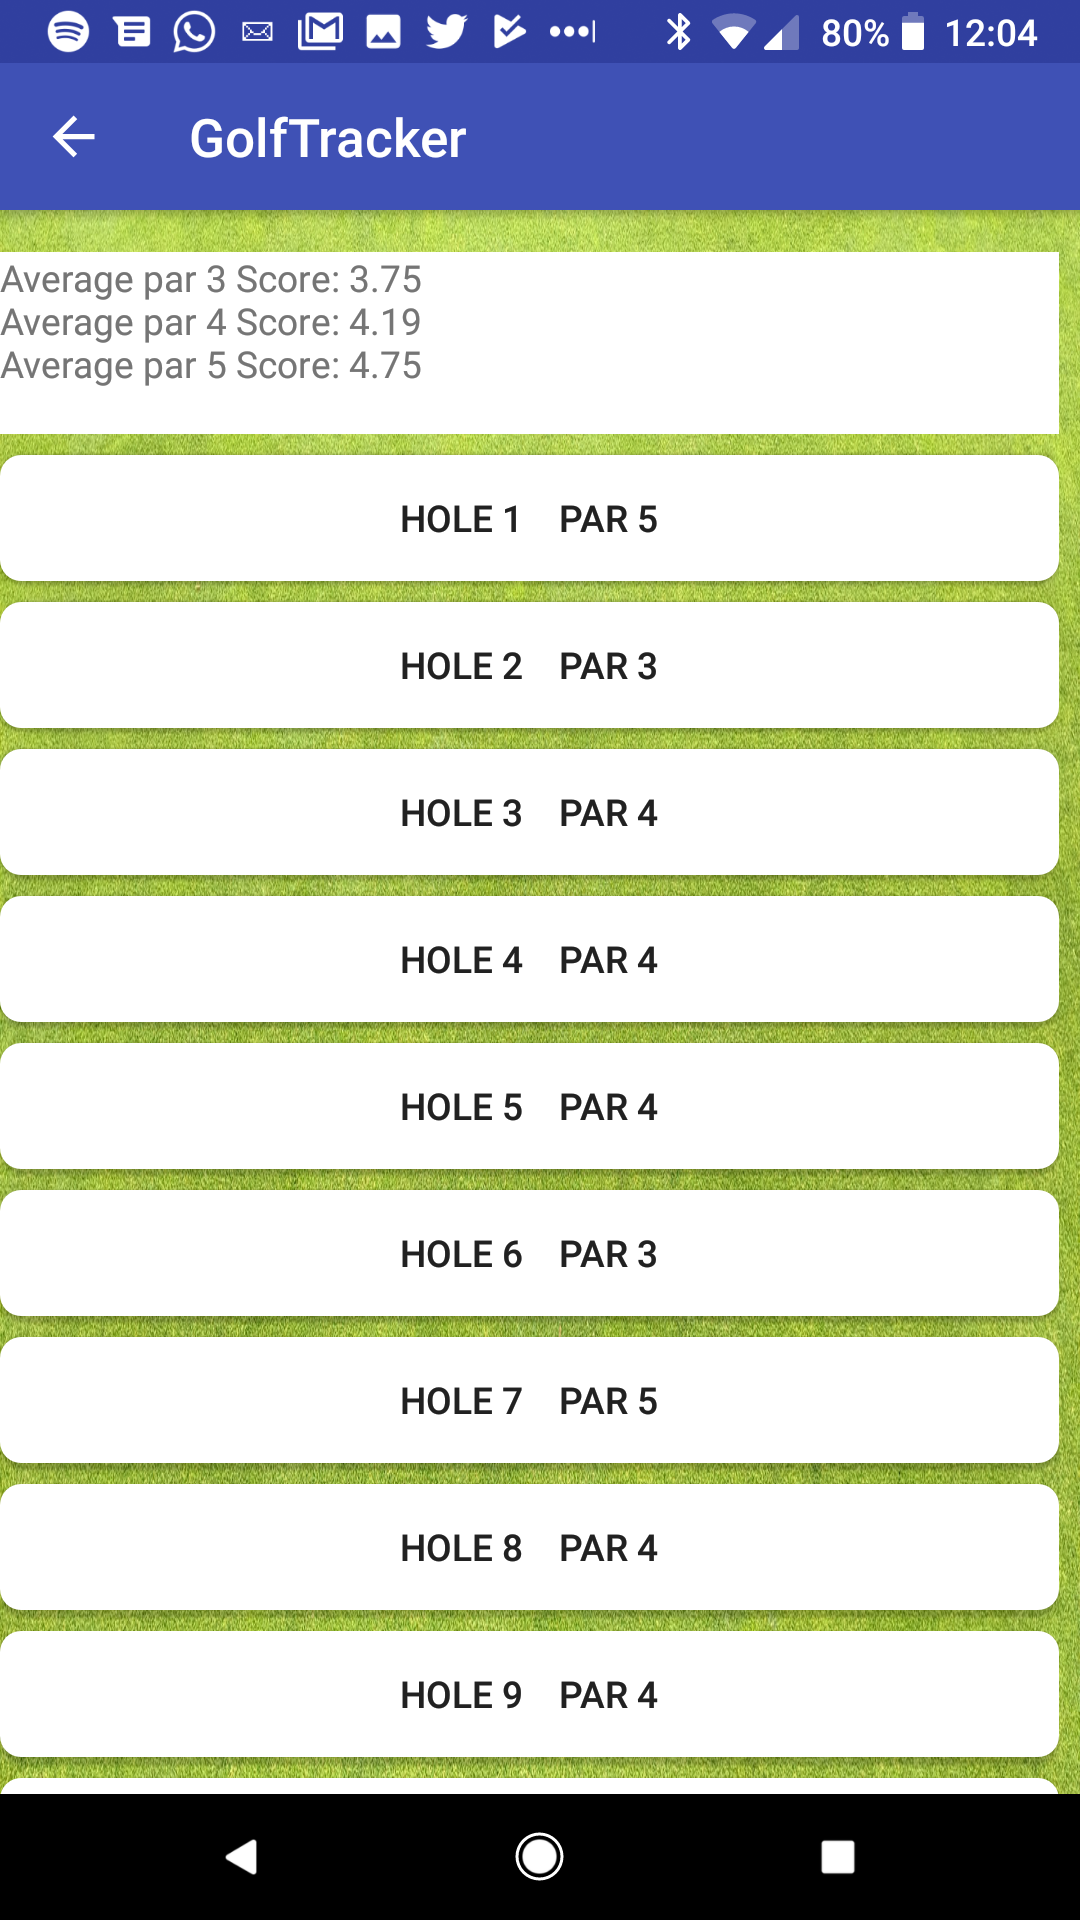 80% 12:04
GolfTracker
Average par 3 Score: 3.75
Average par 4 Score: 4.19
Average par 5 Score: 4.75
HOLE 1 PAR 5
HOLE 2 PAR 3
HOLE 3 PAR 4
HOLE 4 PAR 4
HOLE 5 PAR 4
HOLE 6 PAR 3
HOLE 7 PAR 5
HOLE 8 PAR 4
HOLE 9 PAR 4